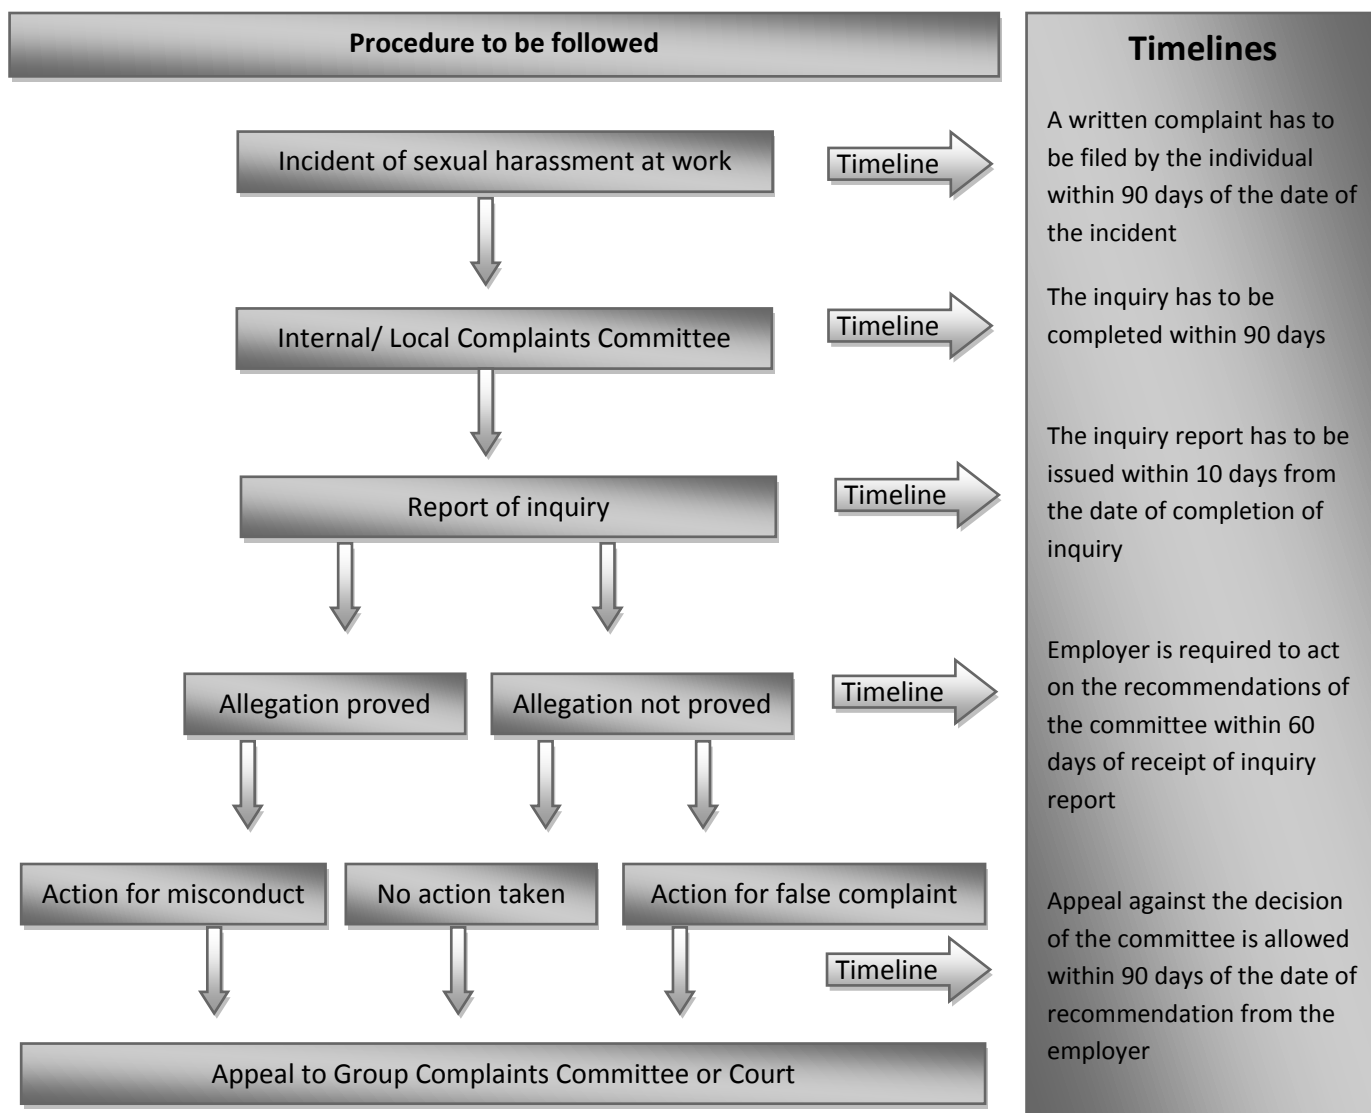 Procedure to be followed
Incident of sexual harassment at work
Timeline
Internal/ Local Complaints Committee
Timeline
Report of inquiry
Timeline
Allegation proved
Allegation not proved
Timeline
Action for misconduct
No action taken
Action for false complaint
Timeline
Appeal to Group Complaints Committee or Court
Timelines
A written complaint has to
be filed by the individual
within 90 days of the date of
the incident
The inquiry has to be
completed within 90 days
The inquiry report has to be
issued within 10 days from
the date of completion of
inquiry
Employer is required to act
on the recommendations of
the committee within 60
days of receipt of inquiry
report
Appeal against the decision
of the committee is allowed
within 90 days of the date of
recommendation from the
employer